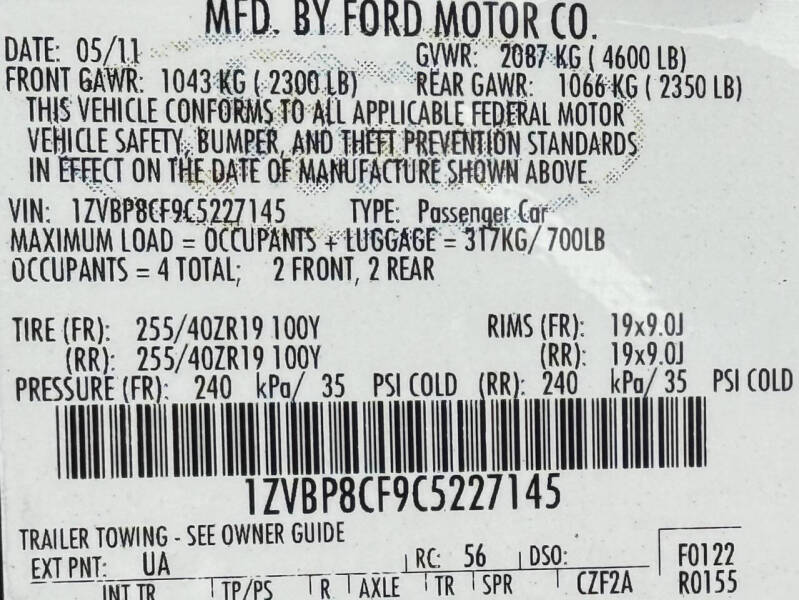 MFD. BY FORD MOTOR CO.
DATE: 05/11 GVWR: 2087 KG ( 4600 LB)
FRONT GAWR: 1043 KG ( 2300 LB) REAR GAWR: 1066 KG ( 2350 LB)
THIS VEHICLE CONFORMS TO ALL APPLICABLE FEDERAL MOTOR
VEHICLE SAFETY, BUMPER, AND THEFT PREVENTION STANDARDS
IN EFFECT ON THE DATE OF MANUFACTURE SHOWN ABOVE.
VIN: 1ZVBP8CF9C5227145 TYPE: Passenger Car
MAXIMUM LOAD = OCCUPANTS + LUGGAGE = 317KG/ 700LB
OCCUPANTS = 4 TOTAL; 2 FRONT, 2 REAR
TIRE (FR): 255/40ZR19 100Y RIMS (FR): 19x9.0J
(RR): 255/40ZR19 100Y (RR): 19x9.0J
PRESSURE (FR): 240 kPa/ 35 PSI COLD (RR): 240 kPa/ 35 PSI COLD
1ZVBP8CF9C5227145
TRAILER TOWING - SEE OWNER GUIDE
EXT PNT: UA RC: 56 DSO: F0122
INT TR TP/PS R AXLE TR SPR CZF2A R0155